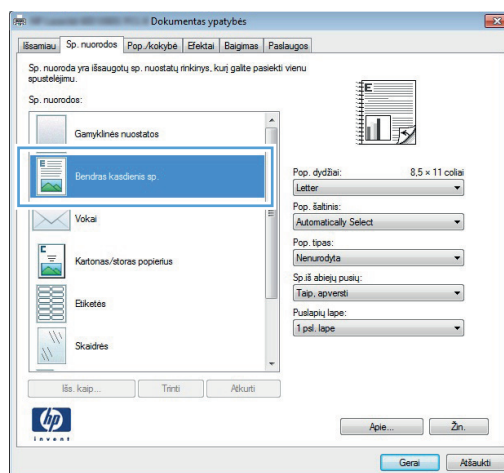 Dokumentas ypatybės
Išsamiau Sp. nuorodos Pop./kokybė Efektai Baigimas Paslaugos
Sp. nuoroda yra išsaugotų sp. nuostatų rinkinys, kurį galite pasiekti vienu
spustelėjimu.
Sp. nuorodos:
Gamyklinės nuostatos
Bendras kasdienis sp.
Vokai
Kartonas/storas popierius
Etiketės
Skaidrės
Pop. dydžiai: 8,5 × 11 coliai
Letter
Pop. šaltinis:
Automatically Select
Pop. tipas:
Nenurodyta
Sp.iš abiejų pusių:
Taip, apversti
Puslapių lape:
1 psl. lape
Išs. kaip... Trinti Atkurti
hp
invent
Apie... Žin.
Gerai Atšaukti